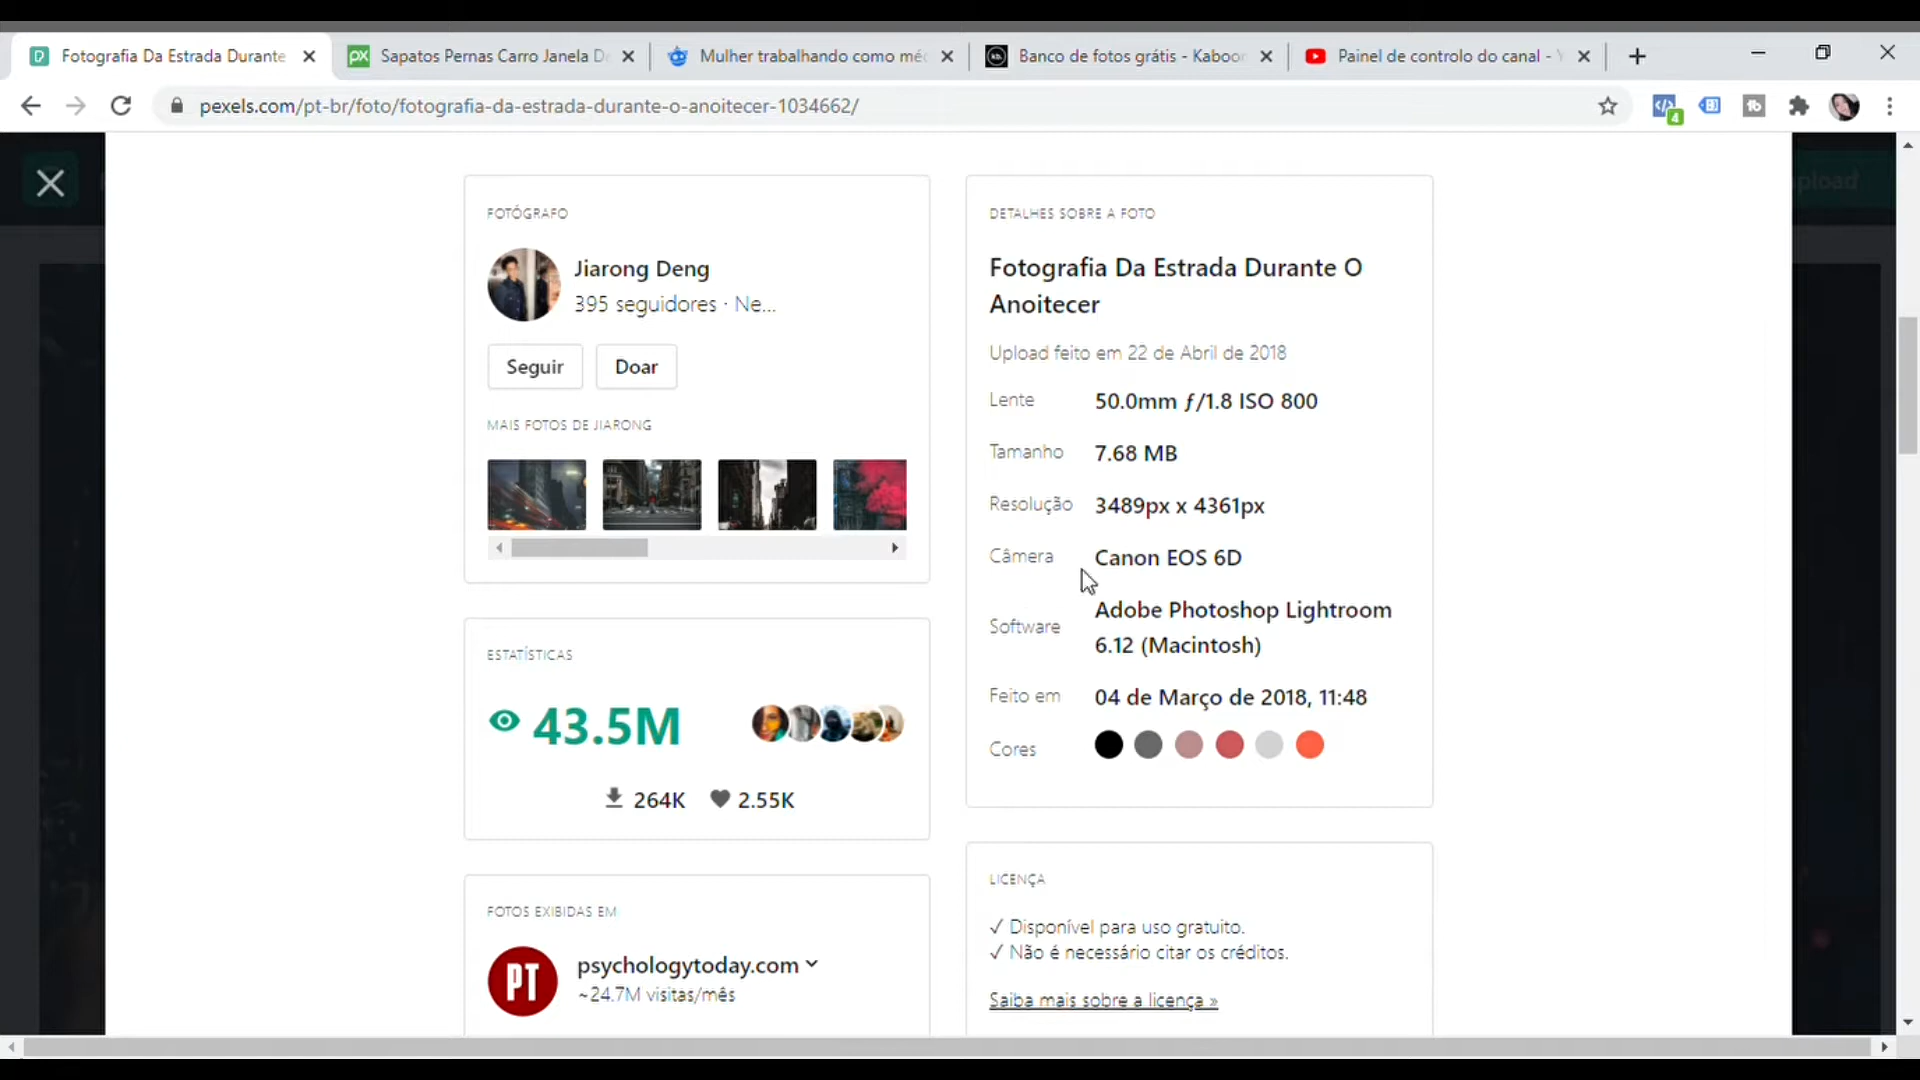 Fotografia Da Estrada Durante
Sapatos Pernas Carro Janela D
Mulher trabalhando como méd
Banco de fotos grátis - Kaboom
Painel de controlo do canal - Y
pexels.com/pt-br/foto/fotografia-da-estrada-durante-o-anoitecer-1034662/
4
upload
FOTÓGRAFO
Jiarong Deng
395 seguidores · Ne...
Seguir
Doar
MAIS FOTOS DE JIARONG
ESTATÍSTICAS
43.5M
264K
2.55K
FOTOS EXIBIDAS EM
PT
psychologytoday.com
~24.7M visitas/mês
DETALHES SOBRE A FOTO
Fotografia Da Estrada Durante O
Anoitecer
Upload feito em 22 de Abril de 2018
Lente 50.0mm ƒ/1.8 ISO 800
Tamanho 7.68 MB
Resolução 3489px x 4361px
Câmera Canon EOS 6D
Software Adobe Photoshop Lightroom
6.12 (Macintosh)
Feito em 04 de Março de 2018, 11:48
Cores
LICENÇA
✓ Disponível para uso gratuito.
✓ Não é necessário citar os créditos.
Saiba mais sobre a licença »